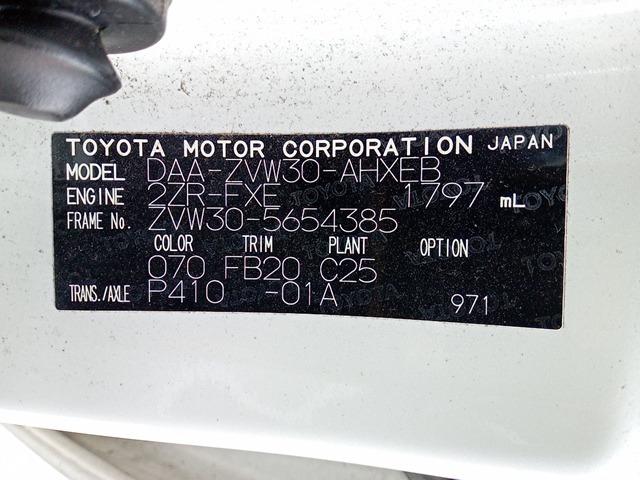 TOYOTA MOTOR CORPORATION JAPAN
MODEL DAA-ZVW30-AHXEB
ENGINE 2ZR-FXE 1797 mL
FRAME No. ZVW30-5654385
COLOR TRIM PLANT OPTION
070 FB20 C25
TRANS./AXLE P410 -01A 971